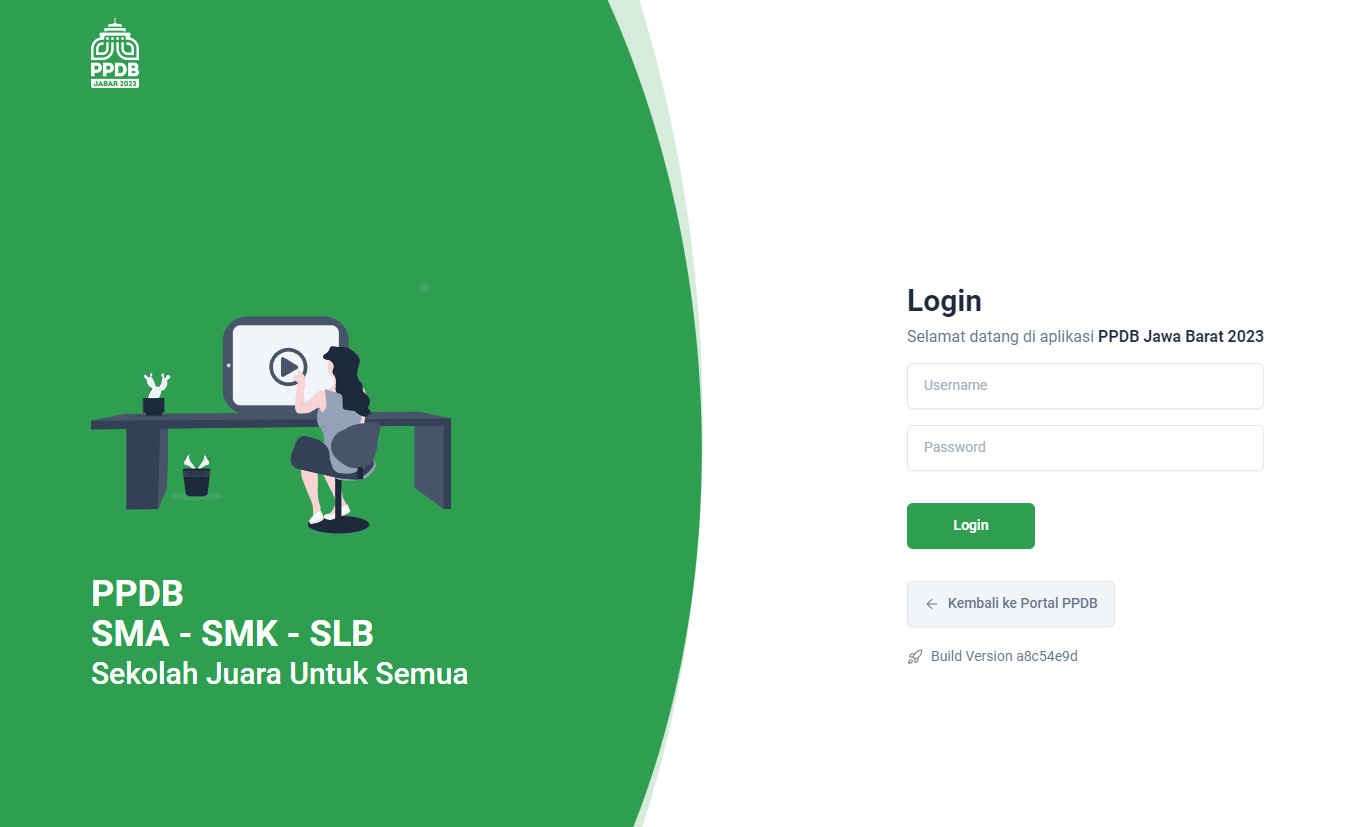 PPDB
JABAR 2023
PPDB
SMA - SMK - SLB
Sekolah Juara Untuk Semua
Login
Selamat datang di aplikasi PPDB Jawa Barat 2023
Username
Password
Login
Kembali ke Portal PPDB
Build Version a8c54e9d